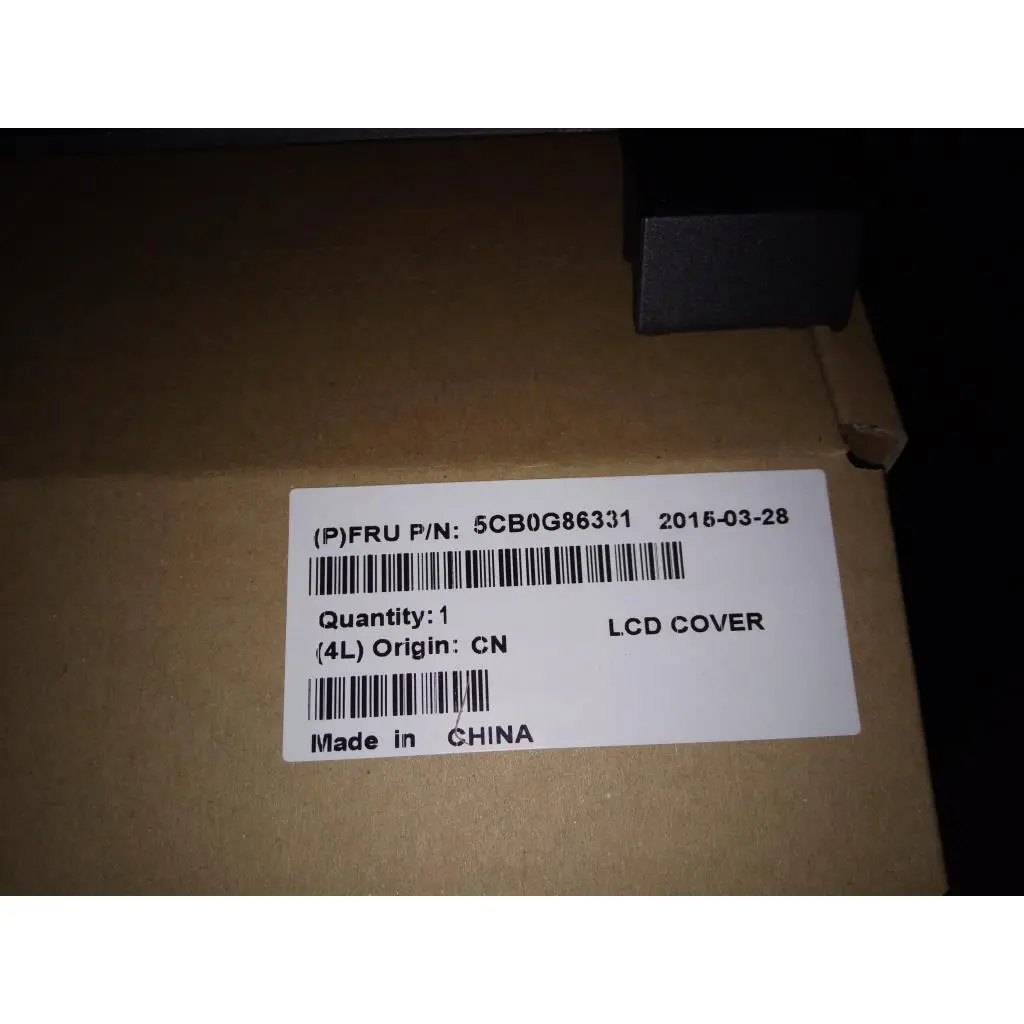 (P)FRU P/N: 5CB0G86331 2015-03-28
Quantity: 1
LCD COVER
(4L) Origin: CN
Made in CHINA